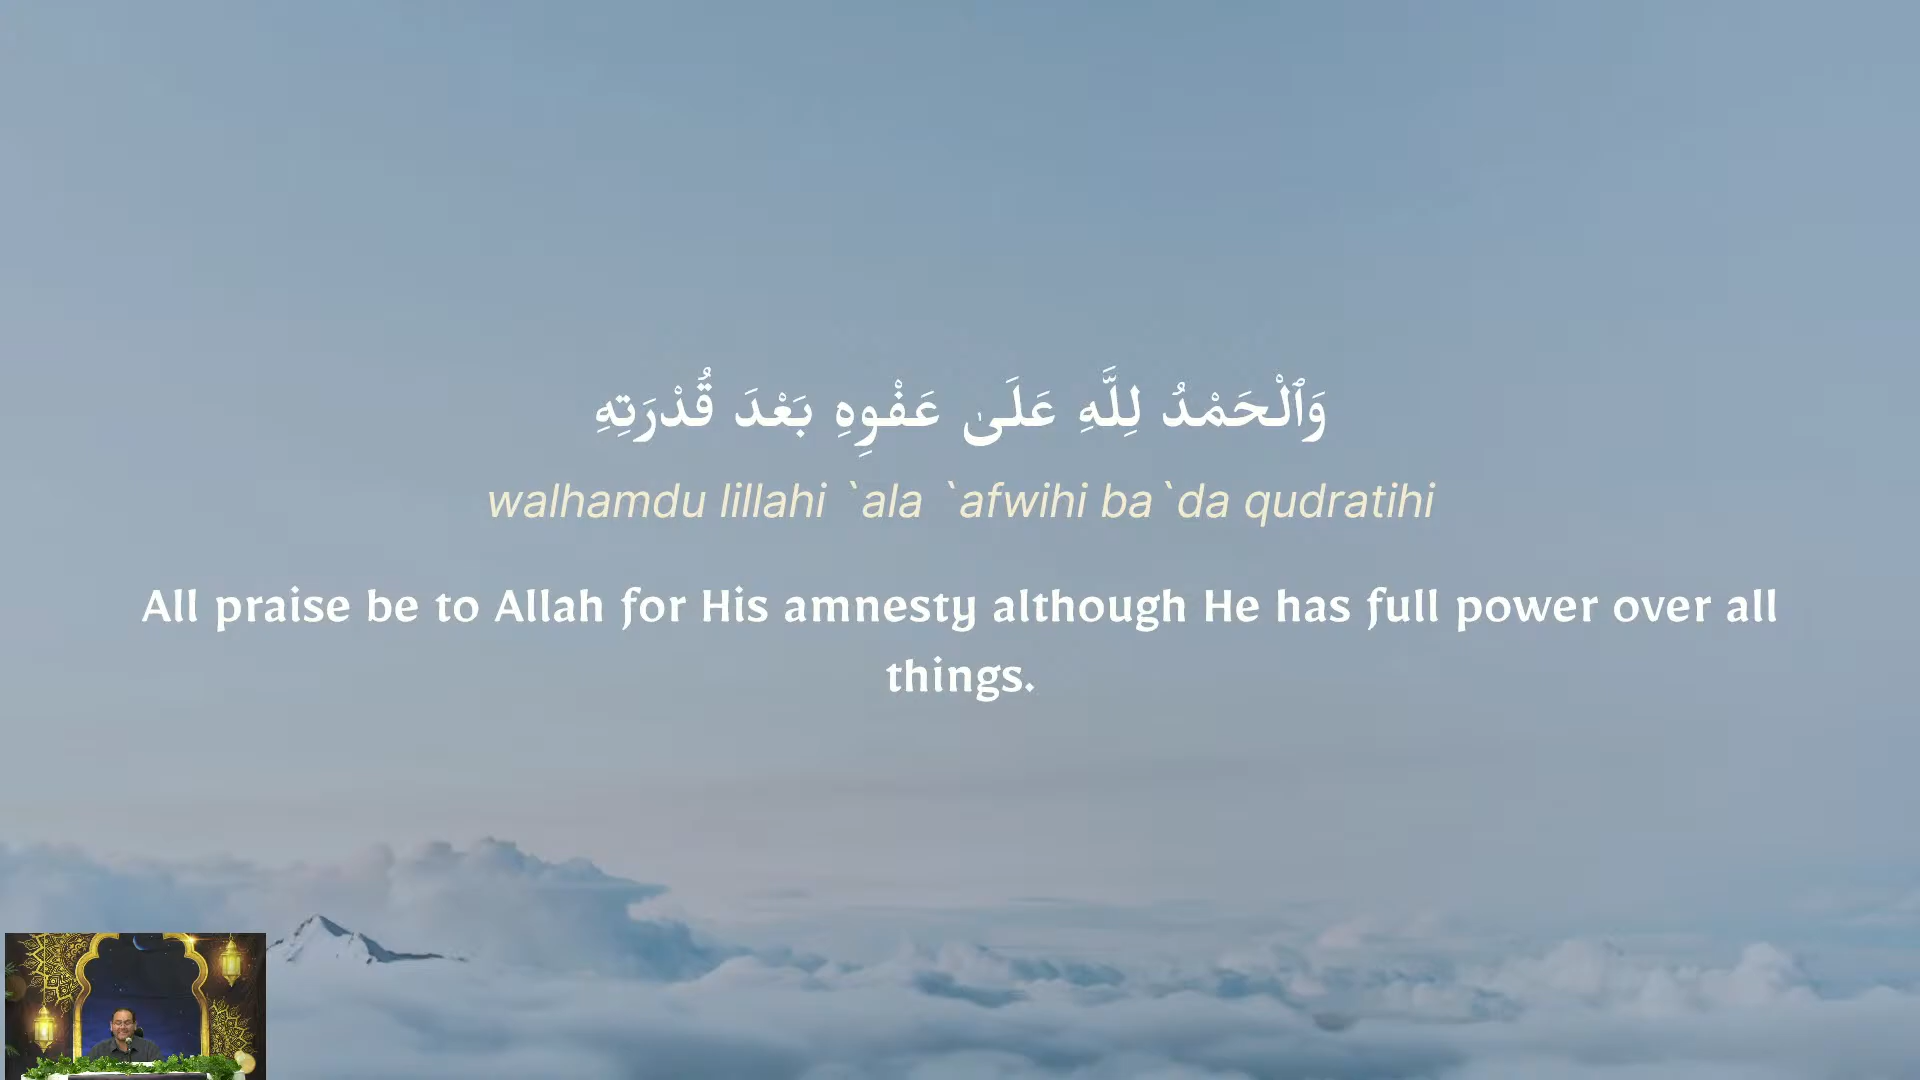 وَٱلْحَمْدُ لِلَّهِ عَلَىٰ عَفْوِهِ بَعْدَ قُدْرَتِهِ
walhamdu lillahi `ala `afwihi ba`da qudratihi
All praise be to Allah for His amnesty although He has full power over all
things.